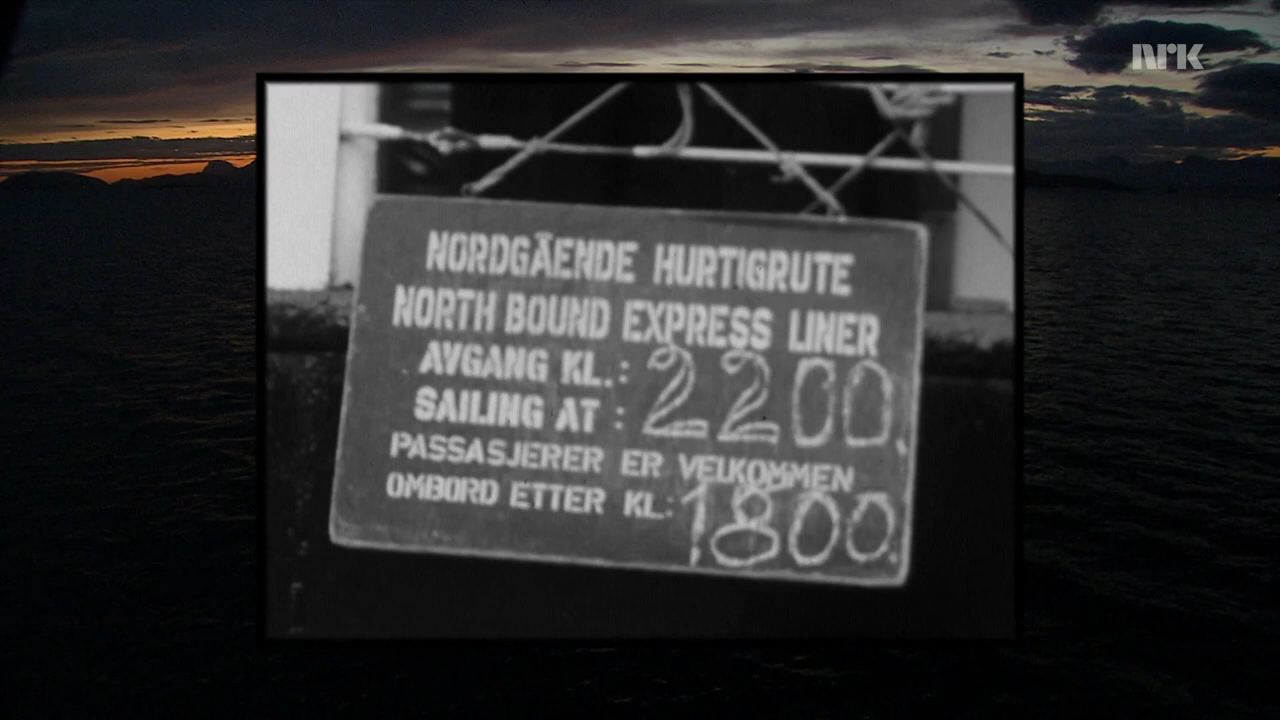 NRK
NORDGÅENDE HURTIGRUTE
NORTH BOUND EXPRESS LINER
AVGANG KL.: 2200.
SAILING AT :
PASSASJERER ER VELKOMMEN
OMBORD ETTER KL: 1800.